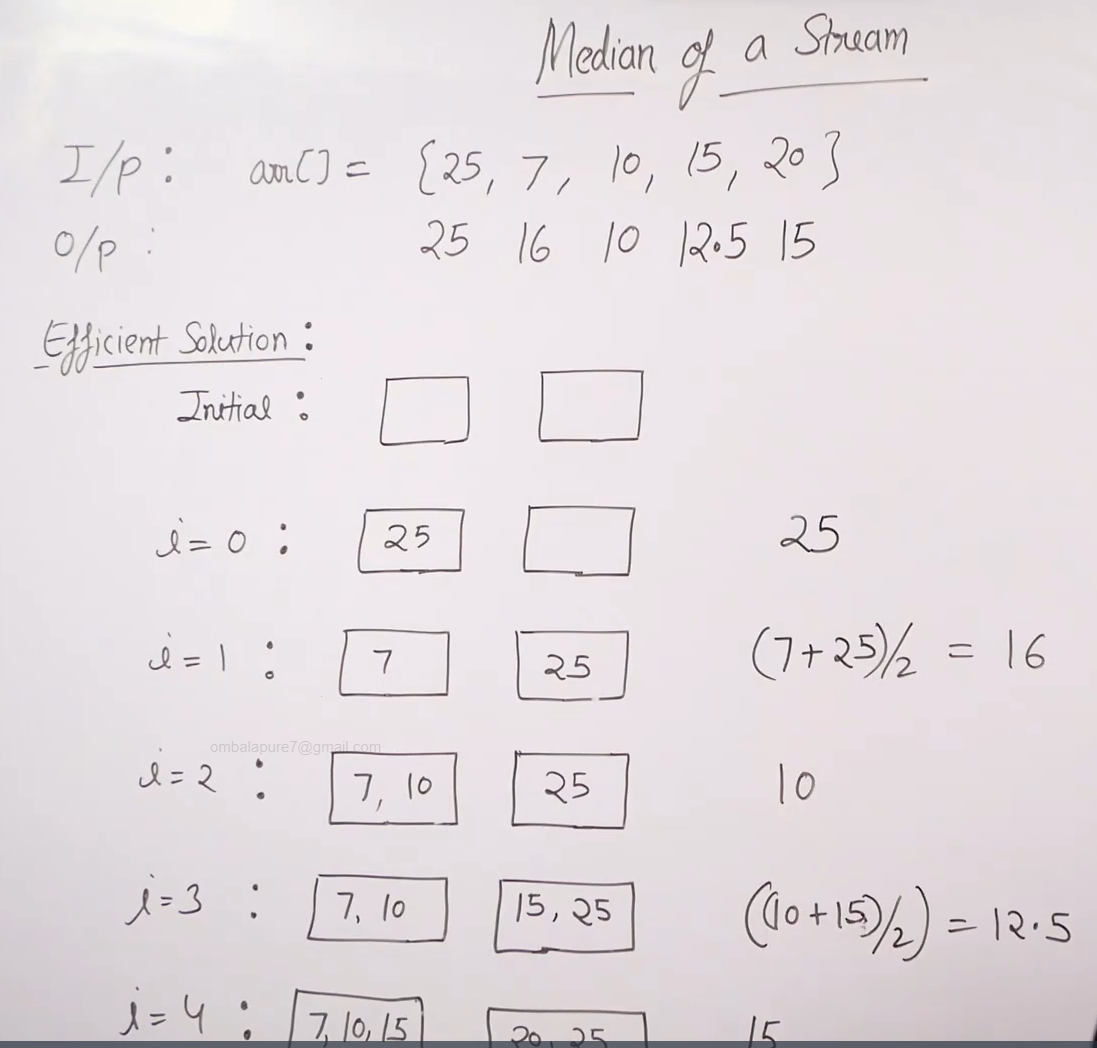 Median of a Stream
I/p : arr[] = {25, 7, 10, 15, 20}
O/p : 25 16 10 12.5 15
Efficient Solution :
Initial :
i = 0 : 25 25
i = 1 : 7 25 (7+25)/2 = 16
ombalapure7@gmail.com
i = 2 : 7, 10 25 10
i = 3 : 7, 10 15, 25 ((10+15)/2) = 12.5
i = 4 : 7, 10, 15 20, 25 15